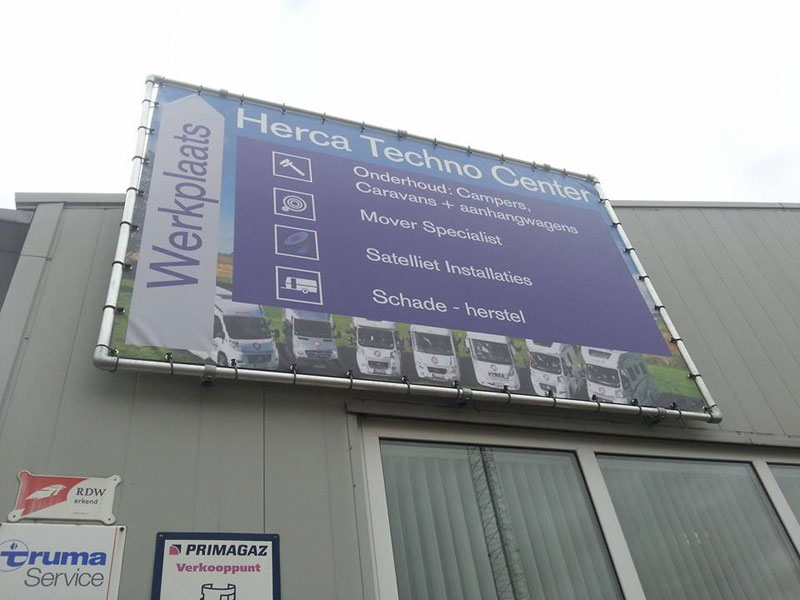 Herca Techno Center
Werkplaats
Onderhoud: Campers,
Caravans + aanhangwagens
Mover Specialist
Satelliet Installaties
Schade - herstel
RDW
erkend
truma
Service
PRIMAGAZ
Verkooppunt